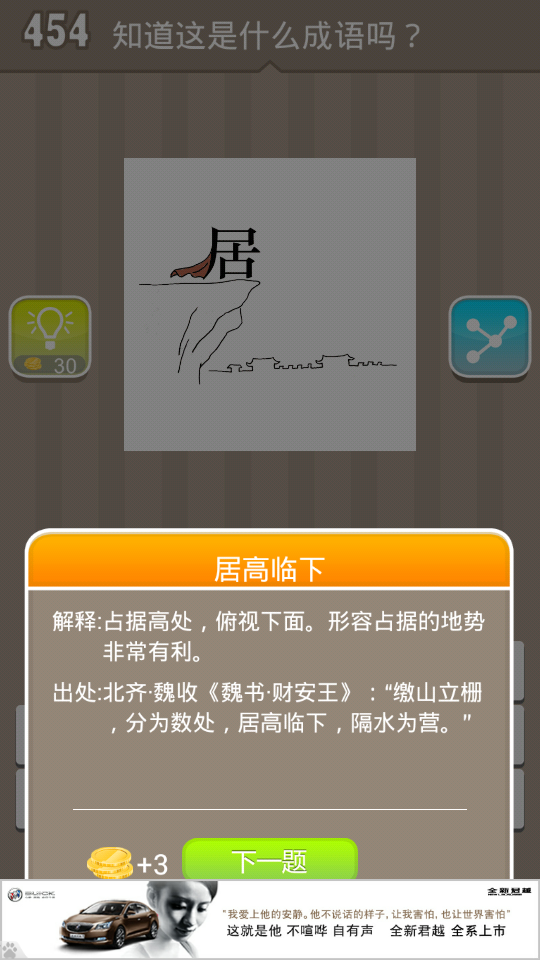 454 知道这是什么成语吗？
居
30
居高临下
解释:占据高处，俯视下面。形容占据的地势
非常有利。
出处:北齐·魏收《魏书·财安王》：“缴山立栅
，分为数处，居高临下，隔水为营。”
+3 下一题
BUICK
全新君越
“我爱上他的安静。他不说话的样子，让我害怕，也让世界害怕”
这就是他 不喧哗 自有声 全新君越 全系上市